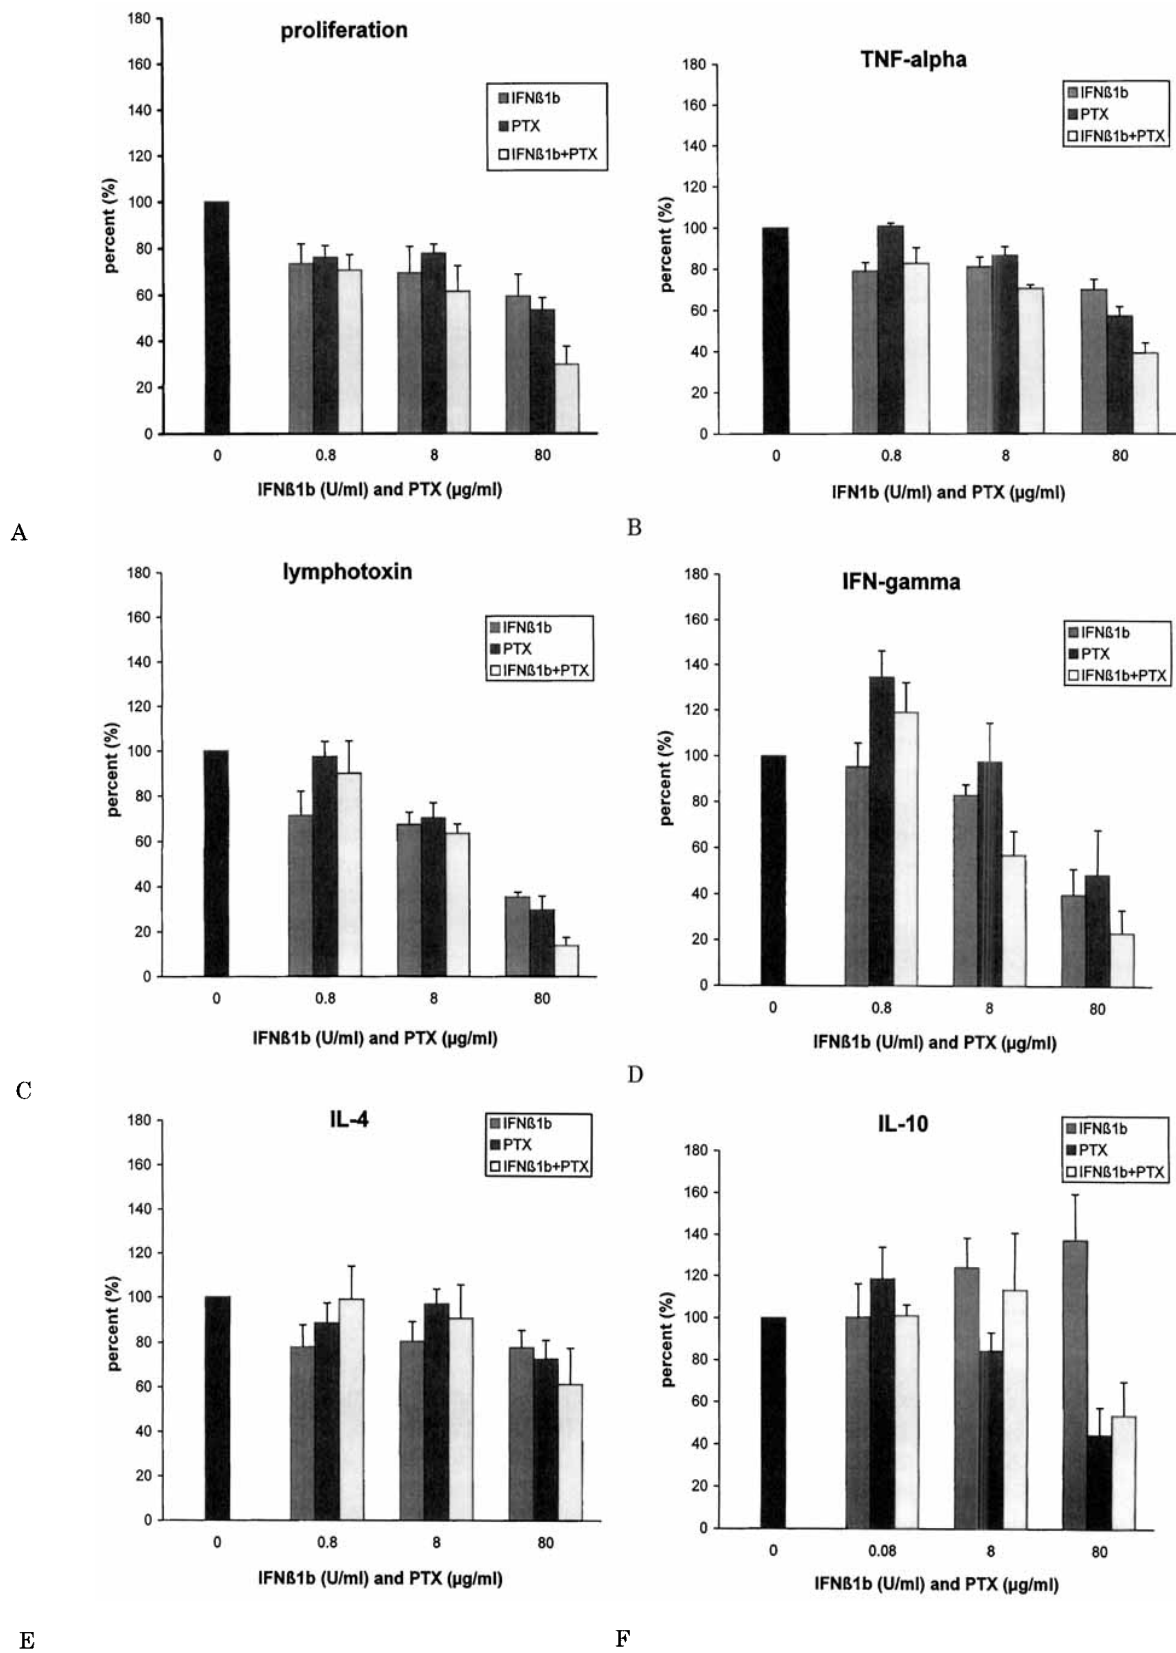 proliferation
180
160
140
120
100
80
60
40
20
0
percent (%)
IFNß1b
PTX
IFNß1b+PTX
0 0.8 8 80
IFNß1b (U/ml) and PTX (µg/ml)
A
TNF-alpha
180
160
140
120
100
80
60
40
20
0
percent (%)
IFNß1b
PTX
IFNß1b+PTX
0 0.8 8 80
IFN1b (U/ml) and PTX (µg/ml)
B
lymphotoxin
180
160
140
120
100
80
60
40
20
0
percent (%)
IFNß1b
PTX
IFNß1b+PTX
0 0.8 8 80
IFNß1b (U/ml) and PTX (µg/ml)
C
IFN-gamma
180
160
140
120
100
80
60
40
20
0
percent (%)
IFNß1b
PTX
IFNß1b+PTX
0 0.8 8 80
IFNß1b (U/ml) and PTX (µg/ml)
D
IL-4
180
160
140
120
100
80
60
40
20
0
percent (%)
IFNß1b
PTX
IFNß1b+PTX
0 0.8 8 80
IFNß1b (U/ml) and PTX (µg/ml)
E
IL-10
180
160
140
120
100
80
60
40
20
0
percent (%)
IFNß1b
PTX
IFNß1b+PTX
0 0.08 8 80
IFNß1b (U/ml) and PTX (µg/ml)
F